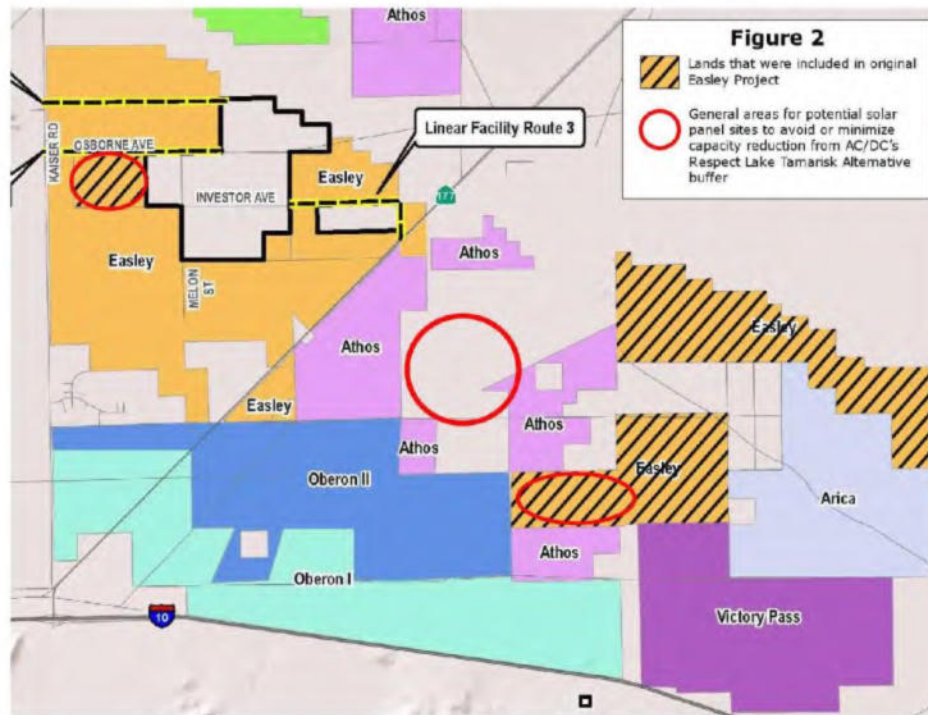 Athos
Figure 2
Lands that were included in original
Easley Project
General areas for potential solar
panel sites to avoid or minimize
capacity reduction from AC/DC's
Respect Lake Tamarisk Alternative
buffer
Linear Facility Route 3
KAISER RD
OSBORNE AVE
INVESTOR AVE
Easley
177
Easley
MELON
ST
Athos
Athos
Easley
Easley
Athos
Athos
Easley
Oberon II
Arica
Athos
Oberon I
10
Victory Pass